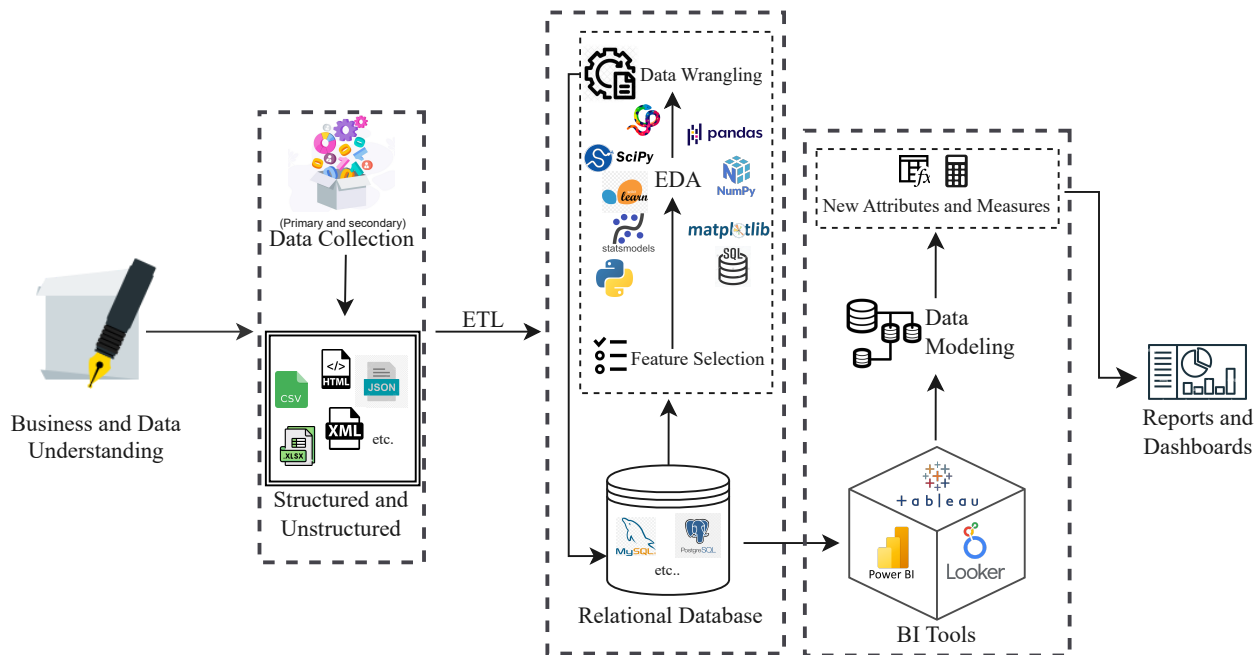 Business and Data
Understanding
(Primary and secondary)
Data Collection
CSV
</>
HTML
JSON
.XLSX
XML
etc.
Structured and
Unstructured
ETL
Data Wrangling
pandas
SciPy
EDA
NumPy
learn
statsmodels
matplotlib
SQL
Feature Selection
MySQL
PostgreSQL
etc..
Relational Database
fx
New Attributes and Measures
Data
Modeling
+ableau
Power BI
Looker
BI Tools
Reports and
Dashboards